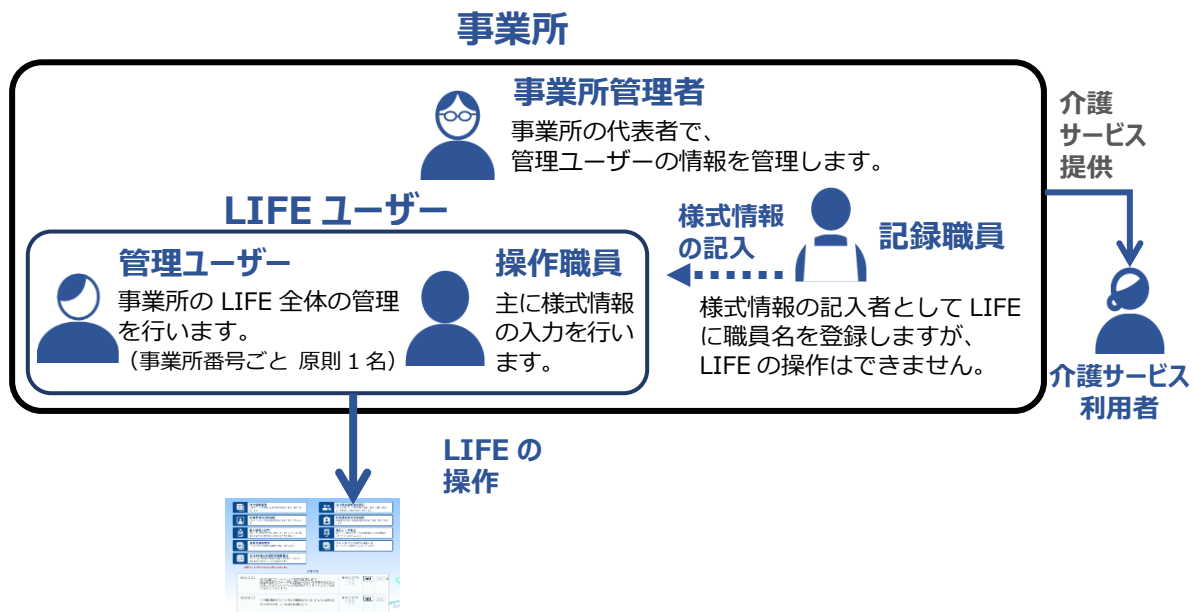 事業所
事業所管理者
事業所の代表者で、
管理ユーザーの情報を管理します。
介護
サービス
提供
LIFE ユーザー
管理ユーザー
事業所の LIFE 全体の管理
を行います。
（事業所番号ごと 原則 1 名）
操作職員
主に様式情報
の入力を行い
ます。
様式情報
の記入
記録職員
様式情報の記入者として LIFE
に職員名を登録しますが、
LIFE の操作はできません。
介護サービス
利用者
LIFE の
操作